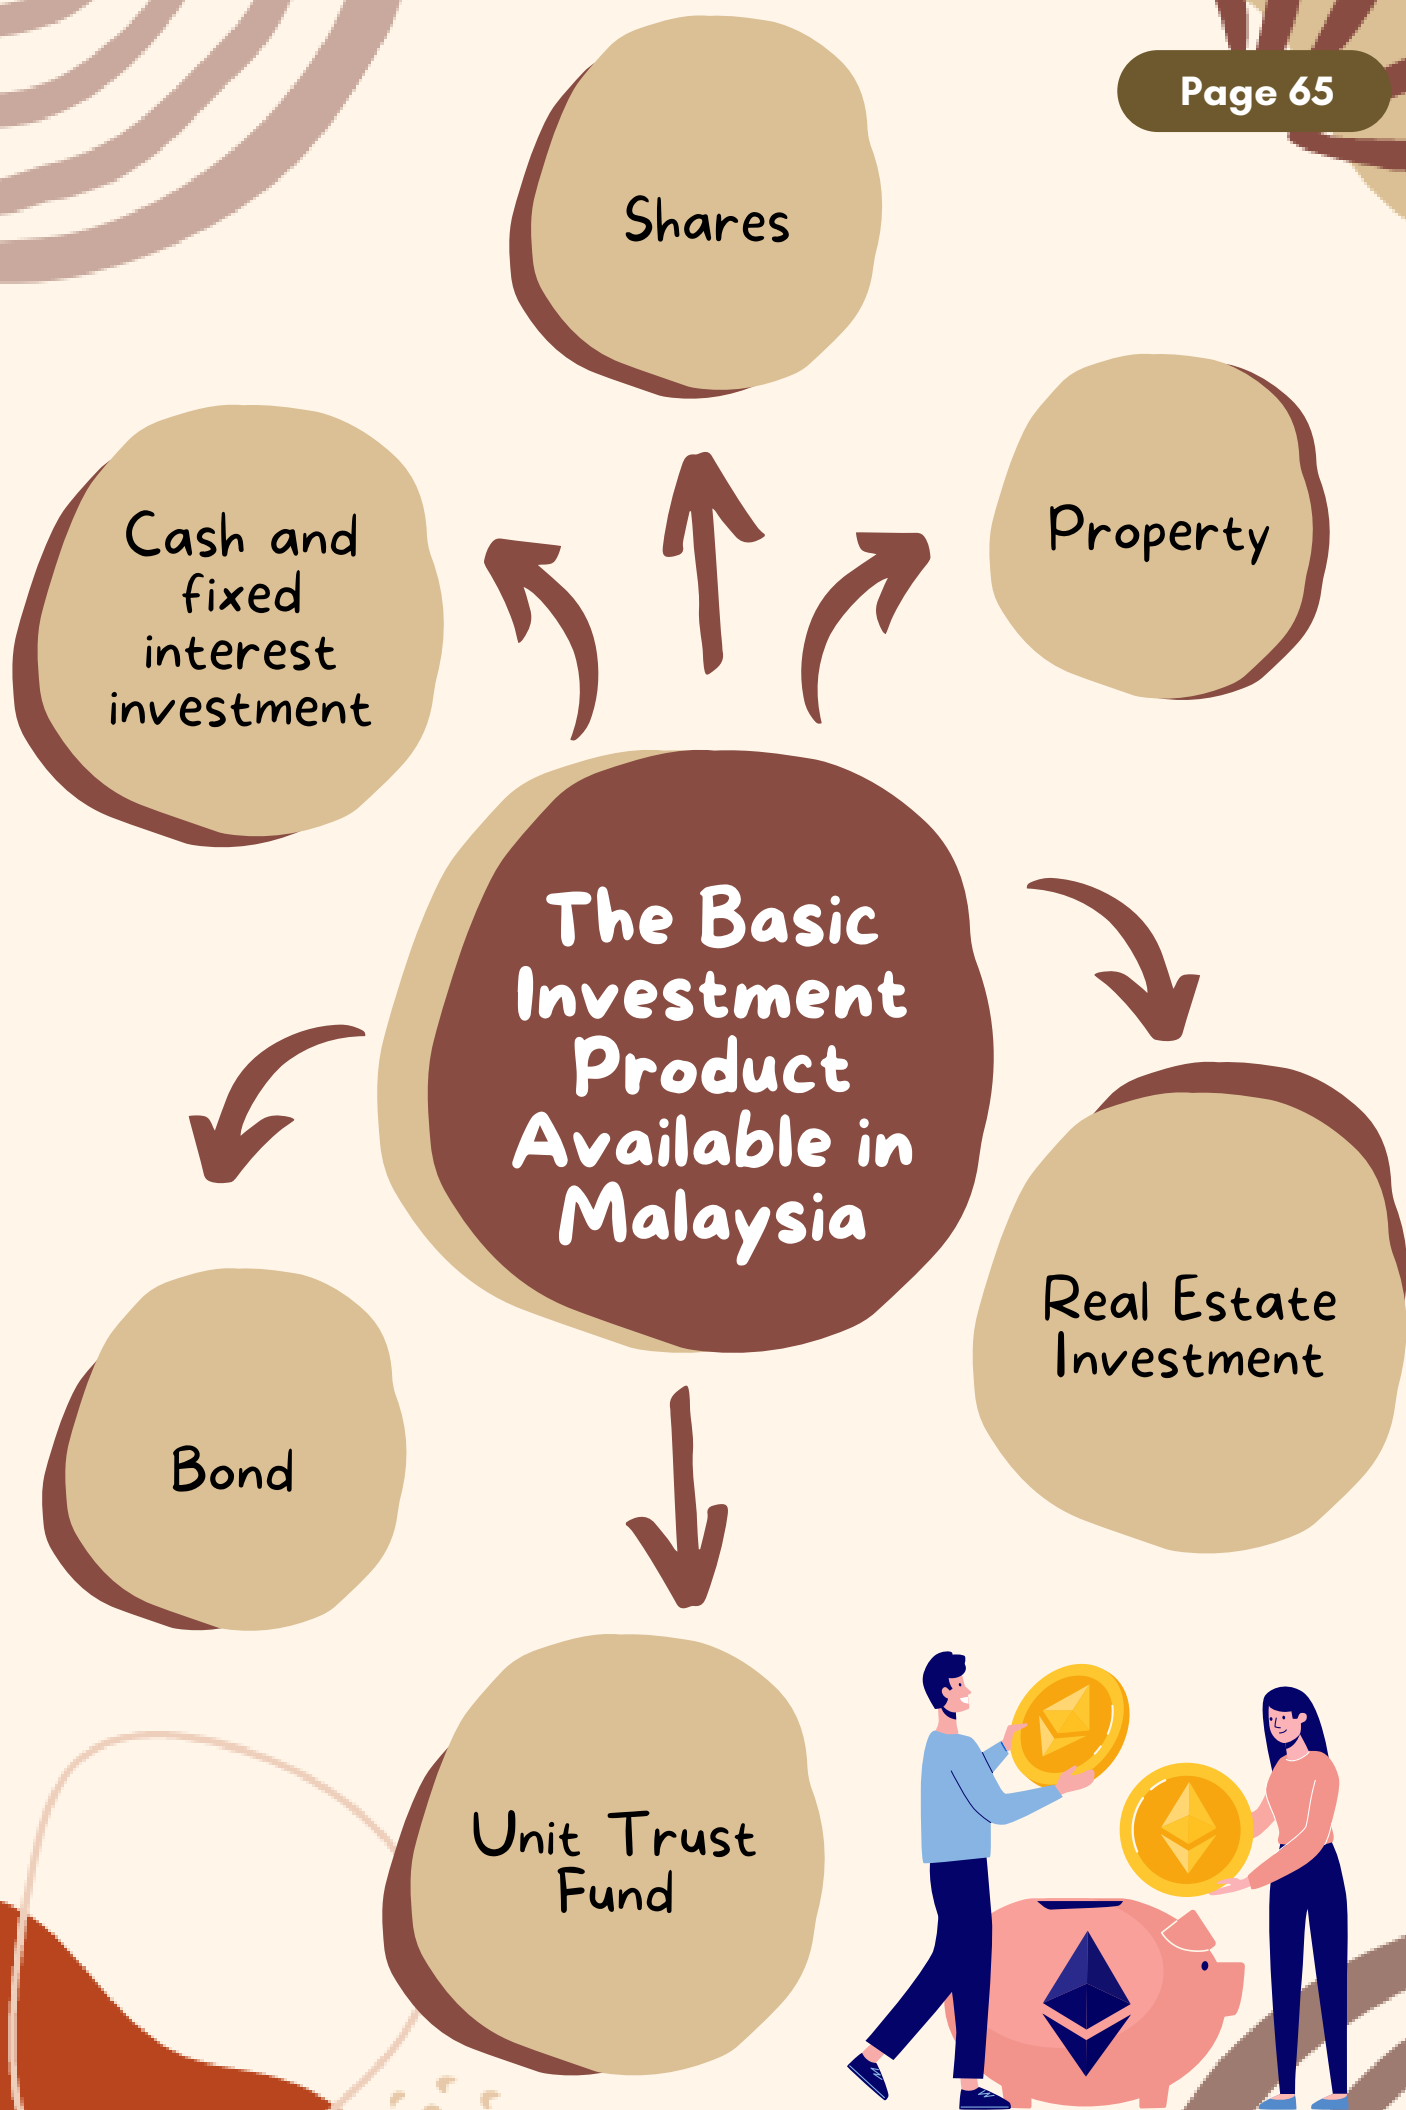 Page 65
Shares
Property
Cash and
fixed
interest
investment
The Basic
Investment
Product
Available in
Malaysia
Real Estate
Investment
Bond
Unit Trust
Fund